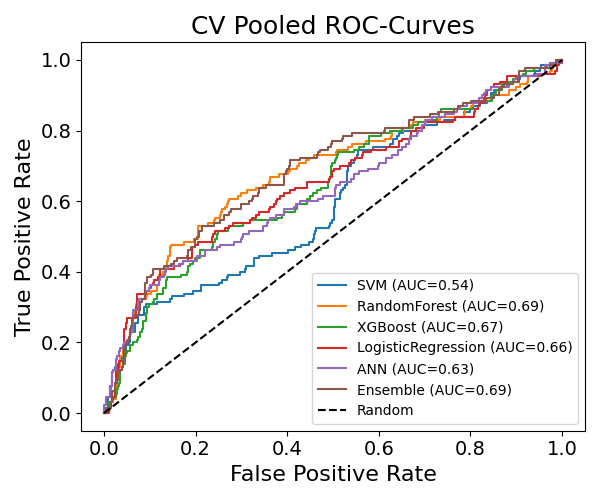 CV Pooled ROC-Curves
True Positive Rate
1.0
0.8
0.6
0.4
0.2
0.0
SVM (AUC=0.54)
RandomForest (AUC=0.69)
XGBoost (AUC=0.67)
LogisticRegression (AUC=0.66)
ANN (AUC=0.63)
Ensemble (AUC=0.69)
Random
0.0 0.2 0.4 0.6 0.8 1.0
False Positive Rate